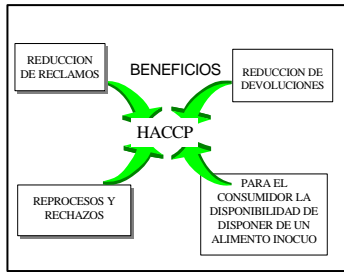 REDUCCION
DE RECLAMOS
BENEFICIOS
REDUCCION DE
DEVOLUCIONES
HACCP
REPROCESOS Y
RECHAZOS
PARA EL
CONSUMIDOR LA
DISPONIBILIDAD DE
DISPONER DE UN
ALIMENTO INOCUO